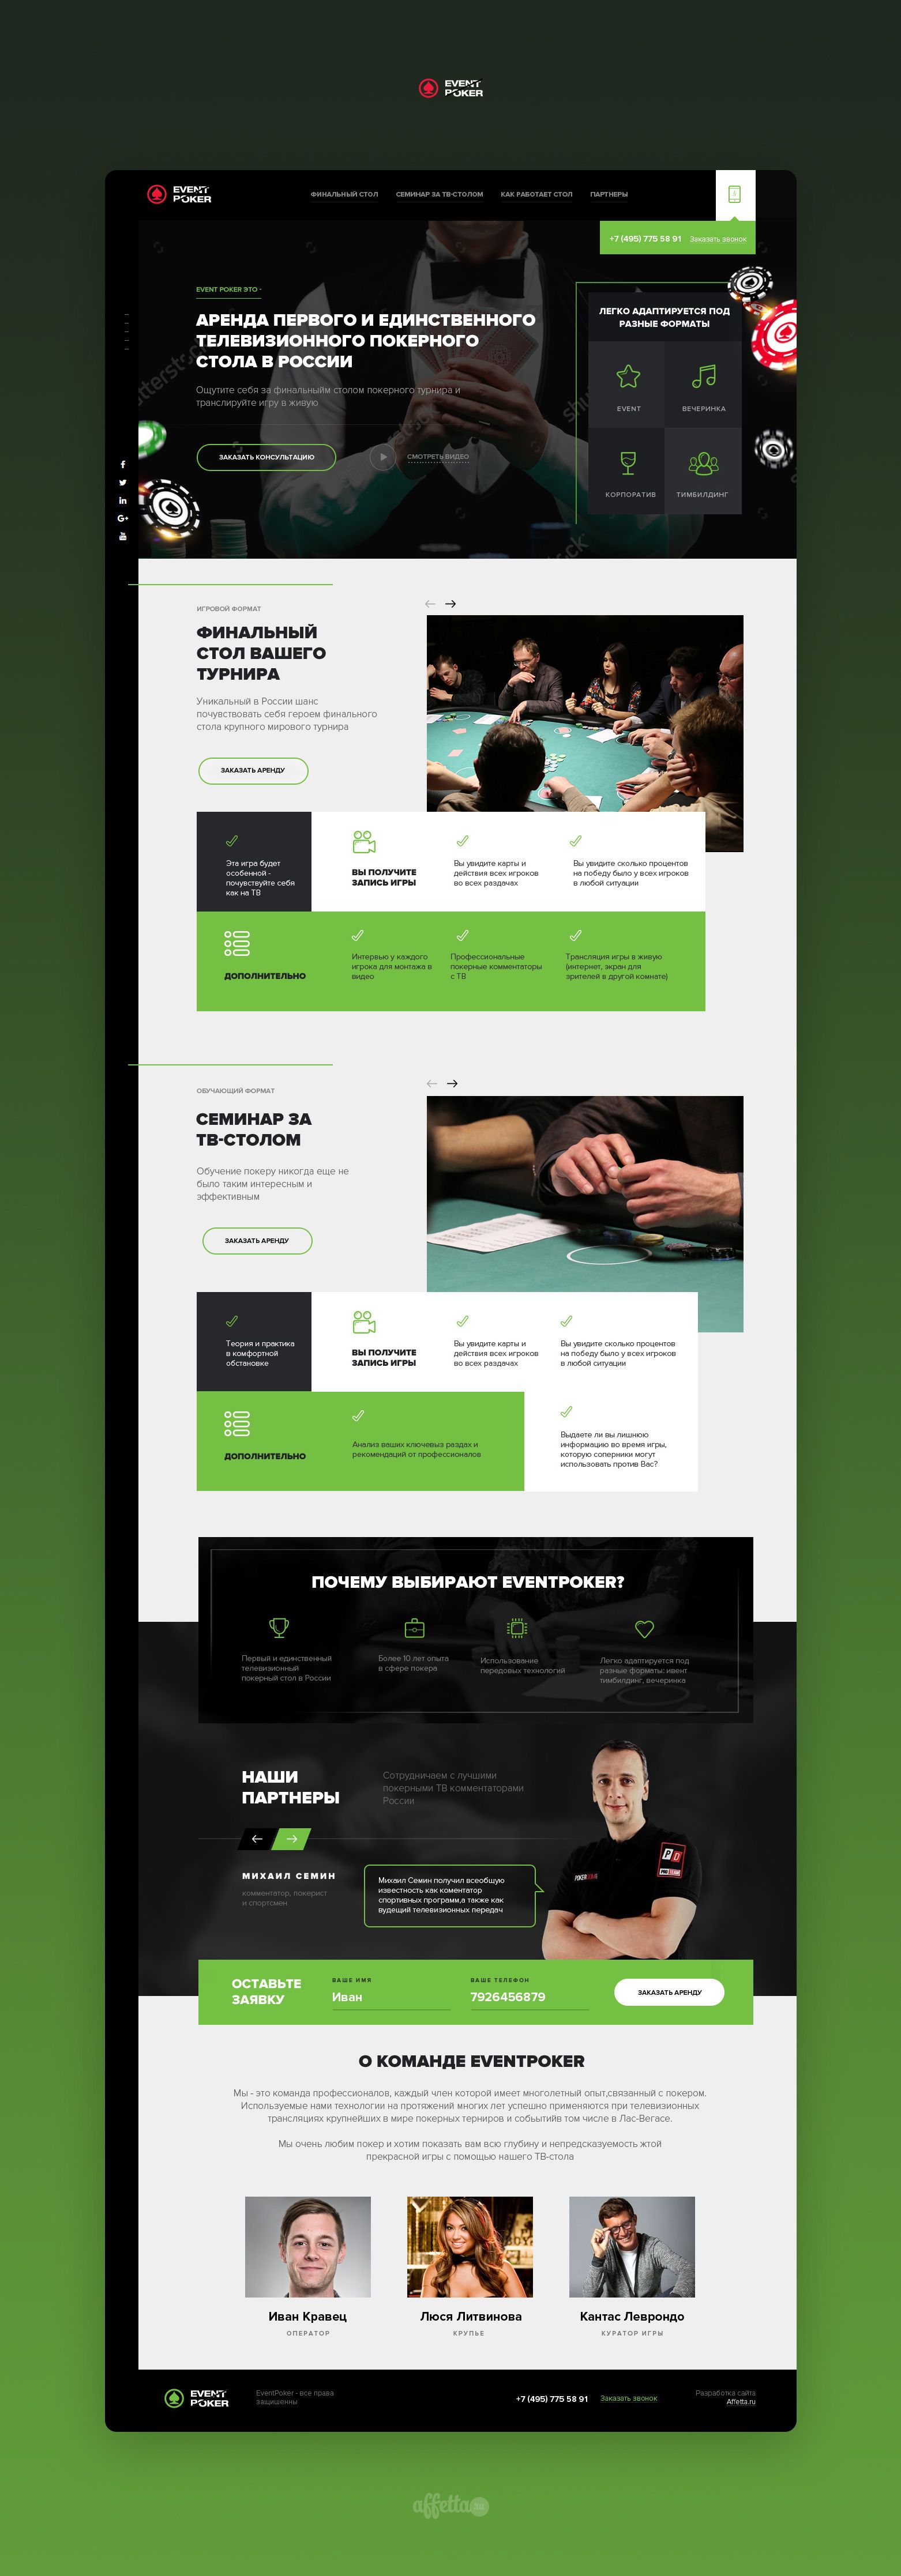 EVENT
POKER
EVENT
POKER
ФИНАЛЬНЫЙ СТОЛ
СЕМИНАР ЗА ТВ-СТОЛОМ
КАК РАБОТАЕТ СТОЛ
ПАРТНЕРЫ
+7 (495) 775 58 91 Заказать звонок
EVENT POKER ЭТО -
АРЕНДА ПЕРВОГО И ЕДИНСТВЕННОГО
ТЕЛЕВИЗИОННОГО ПОКЕРНОГО
СТОЛА В РОССИИ
Ощутите себя за финальныйм столом покерного турнира и
транслируйте игру в живую
ЗАКАЗАТЬ КОНСУЛЬТАЦИЮ
СМОТРЕТЬ ВИДЕО
ЛЕГКО АДАПТИРУЕТСЯ ПОД
РАЗНЫЕ ФОРМАТЫ
EVENT
ВЕЧЕРИНКА
КОРПОРАТИВ
ТИМБИЛДИНГ
ИГРОВОЙ ФОРМАТ
ФИНАЛЬНЫЙ
СТОЛ ВАШЕГО
ТУРНИРА
Уникальный в России шанс
почувствовать себя героем финального
стола крупного мирового турнира
ЗАКАЗАТЬ АРЕНДУ
Эта игра будет
особенной -
почувствуйте себя
как на ТВ
ВЫ ПОЛУЧИТЕ
ЗАПИСЬ ИГРЫ
Вы увидите карты и
действия всех игроков
во всех раздачах
Вы увидите сколько процентов
на победу было у всех игроков
в любой ситуации
ДОПОЛНИТЕЛЬНО
Интервью у каждого
игрока для монтажа в
видео
Профессиональные
покерные комментаторы
с ТВ
Трансляция игры в живую
(интернет, экран для
зрителей в другой комнате)
ОБУЧАЮЩИЙ ФОРМАТ
СЕМИНАР ЗА
ТВ-СТОЛОМ
Обучение покеру никогда еще не
было таким интересным и
эффективным
ЗАКАЗАТЬ АРЕНДУ
Теория и практика
в комфортной
обстановке
ВЫ ПОЛУЧИТЕ
ЗАПИСЬ ИГРЫ
Вы увидите карты и
действия всех игроков
во всех раздачах
Вы увидите сколько процентов
на победу было у всех игроков
в любой ситуации
ДОПОЛНИТЕЛЬНО
Анализ ваших ключевыз раздах и
рекомендаций от профессионалов
Выдаете ли вы лишнюю
информацию во время игры,
которую соперники могут
использовать против Вас?
ПОЧЕМУ ВЫБИРАЮТ EVENTPOKER?
Первый и единственный
телевизионный
покерный стол в России
Более 10 лет опыта
в сфере покера
Использование
передовых технологий
Легко адаптируется под
разные форматы: ивент
тимбилдинг, вечеринка
НАШИ
ПАРТНЕРЫ
Сотрудничаем с лучшими
покерными ТВ комментаторами
России
МИХАИЛ СЕМИН
комментатор, покерист
и спортсмен
Михаил Семин получил всеобщую
известность как коментатор
спортивных программ,а также как
вудещий телевизионных передач
ОСТАВЬТЕ
ЗАЯВКУ
ВАШЕ ИМЯ
Иван
ВАШЕ ТЕЛЕФОН
7926456879
ЗАКАЗАТЬ АРЕНДУ
О КОМАНДЕ EVENTPOKER
Мы - это команда профессионалов, каждый член которой имеет многолетный опыт,связанный с покером.
Используемые нами технологии на протяжений многих лет успешно применяются при телевизионных
трансляциях крупнейших в мире покерных терниров и собьытийв том числе в Лас-Вегасе.
Мы очень любим покер и хотим показать вам всю глубину и непредсказуемость жтой
прекрасной игры с помощью нашего ТВ-стола
Иван Кравец
ОПЕРАТОР
Люся Литвинова
КРУПЬЕ
Кантас Леврондо
КУРАТОР ИГРЫ
EVENT
POKER
EventPoker - все права
защищенны
+7 (495) 775 58 91 Заказать звонок
Разработка сайта
Affetta.ru
affetta